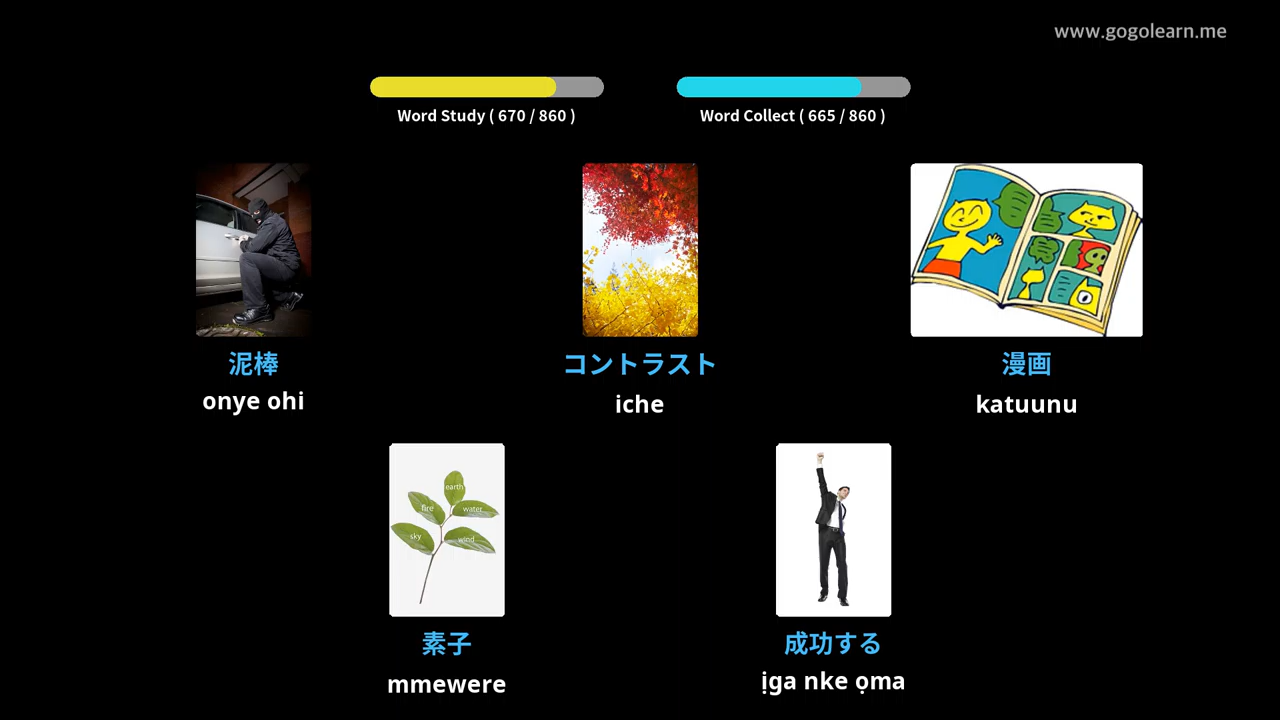 www.gogolearn.me
Word Study ( 670 / 860 )
Word Collect ( 665 / 860 )
泥棒
onye ohi
コントラスト
iche
漫画
katuunu
earth
fire
water
sky
wind
素子
mmewere
成功する
ịga nke ọma